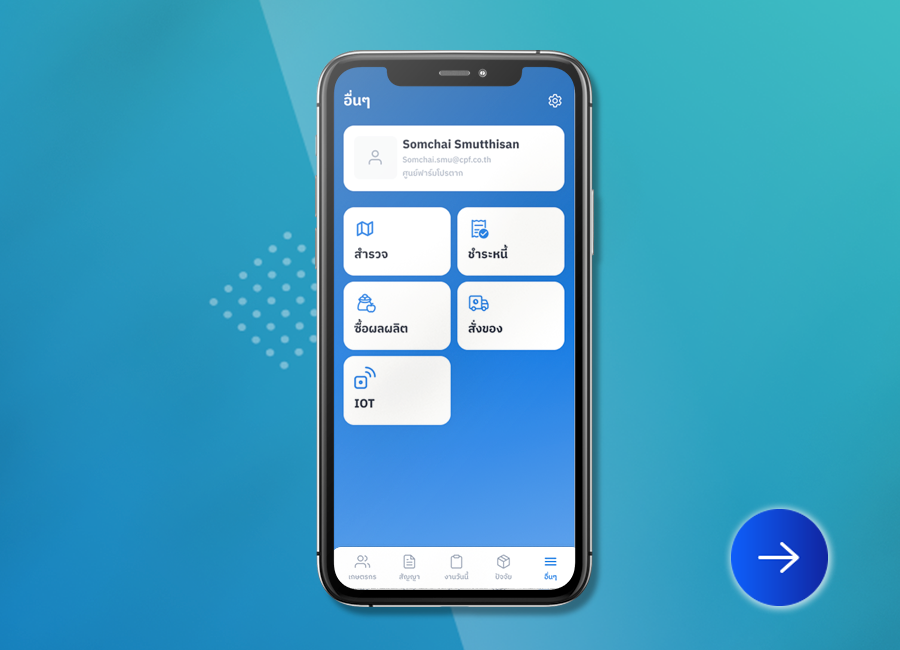 อื่นๆ
Somchai Smutthisan
Somchai.smu@cpf.co.th
ศูนย์ฟาร์มโปรตาก
สำรวจ
ชำระหนี้
ซื้อผลผลิต
สั่งของ
IOT
เกษตรกร
สัญญา
งานวันนี้
ปัจจัย
อื่นๆ